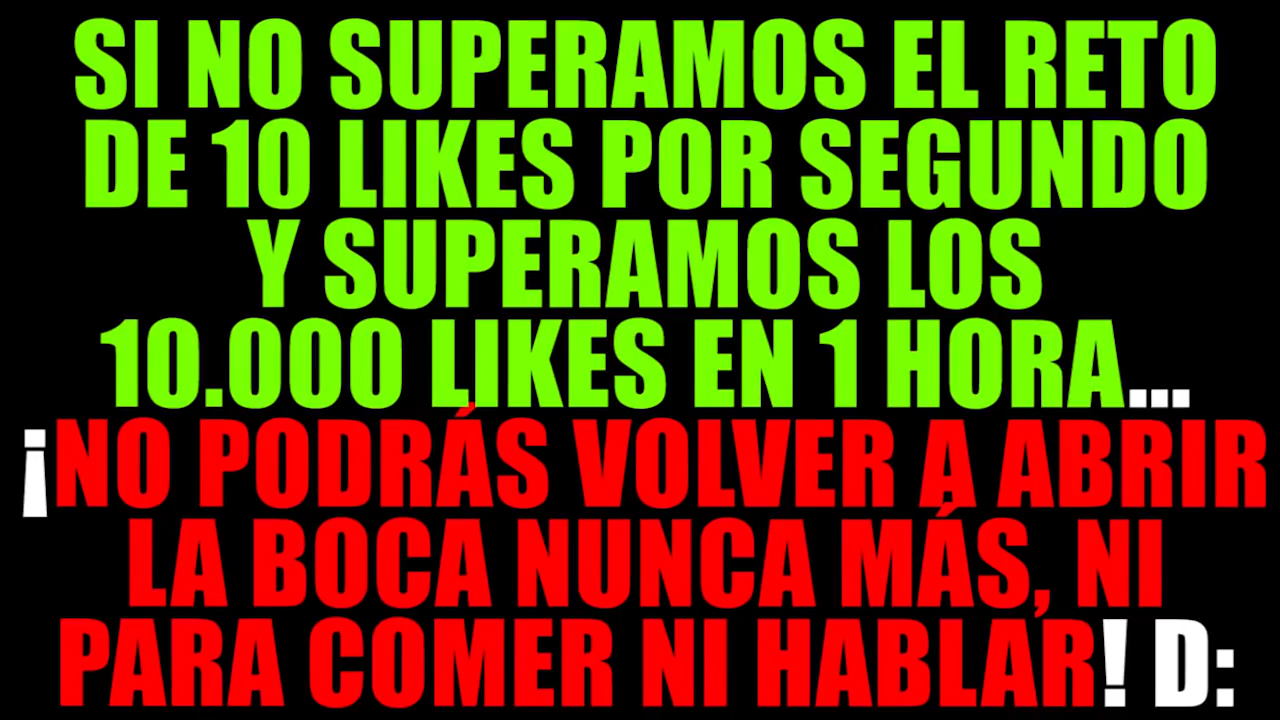 SI NO SUPERAMOS EL RETO
DE 10 LIKES POR SEGUNDO
Y SUPERAMOS LOS
10.000 LIKES EN 1 HORA...
¡NO PODRÁS VOLVER A ABRIR
LA BOCA NUNCA MÁS, NI
PARA COMER NI HABLAR! D: